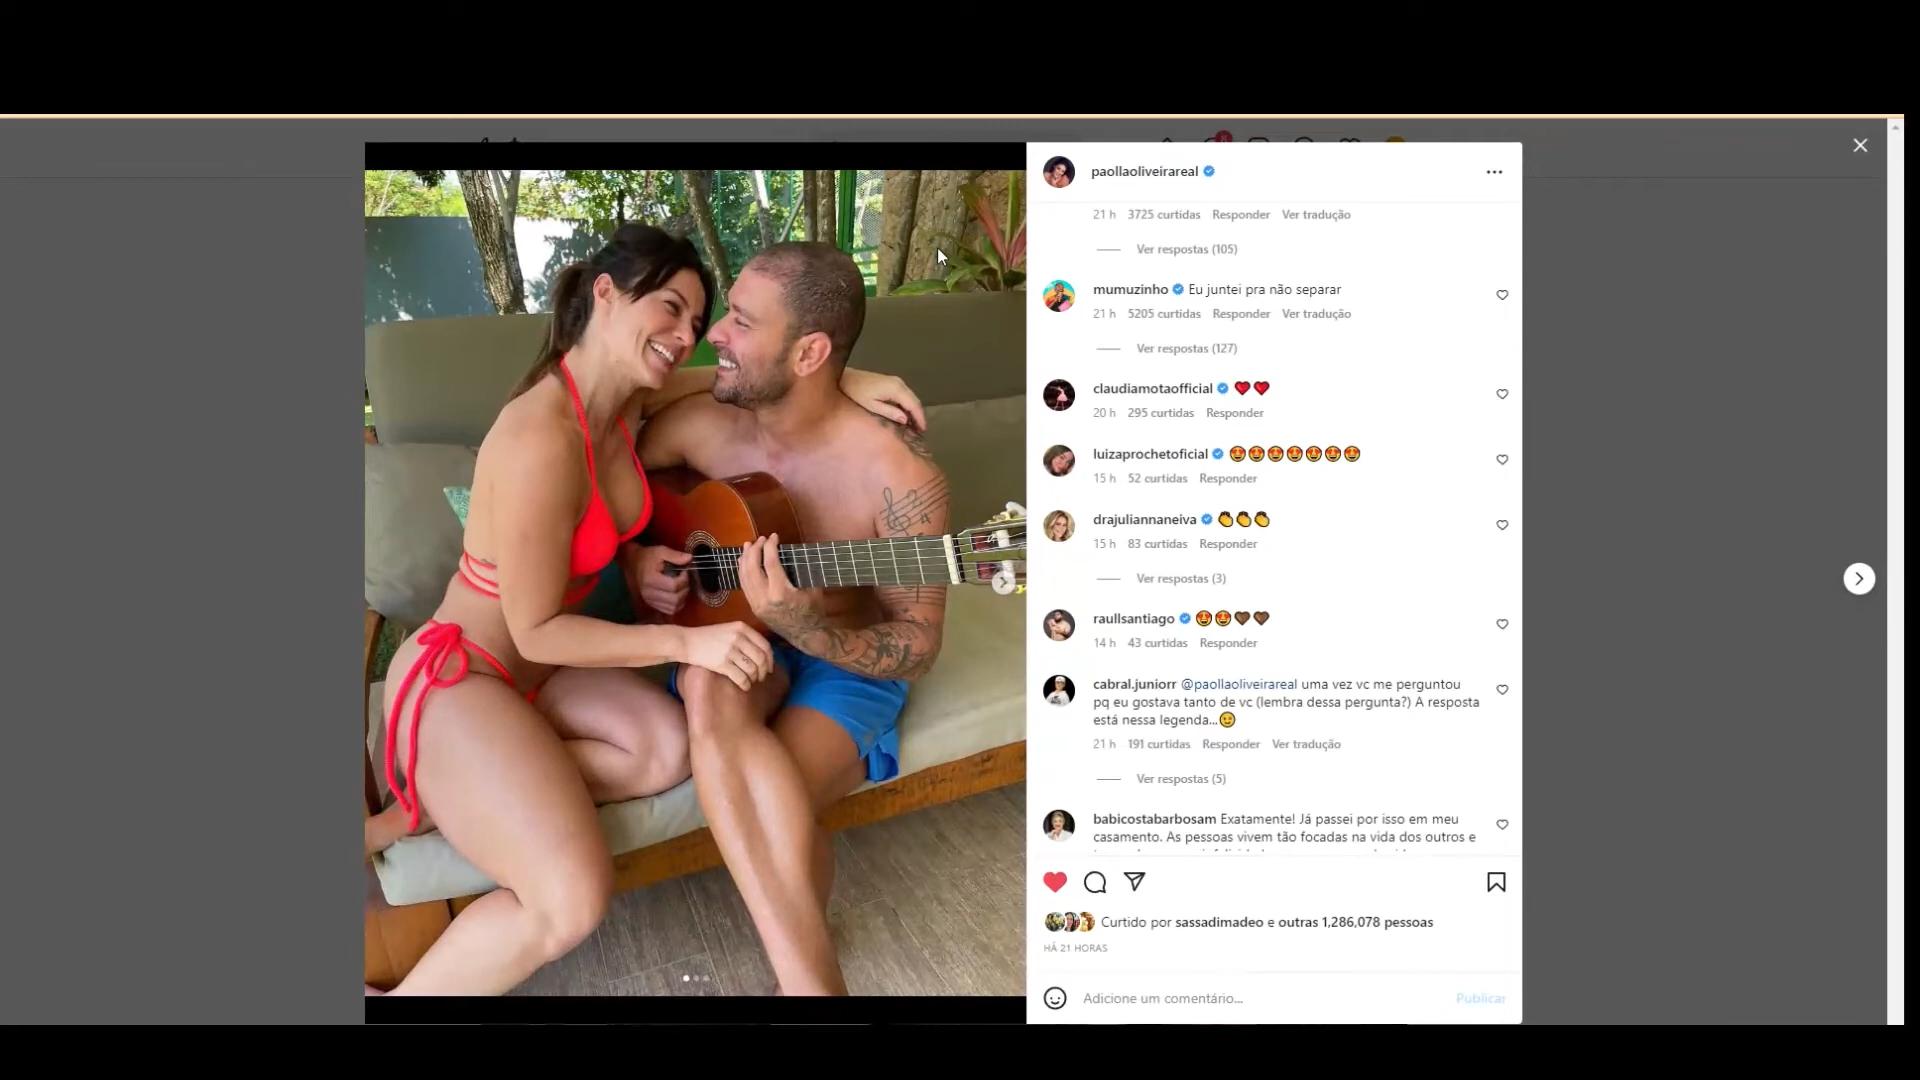 paollaoliveirareal
21 h 3725 curtidas Responder Ver tradução
Ver respostas (105)
mumuzinho Eu juntei pra não separar
21 h 5205 curtidas Responder Ver tradução
Ver respostas (127)
claudiamotaofficial ❤️❤️
20 h 295 curtidas Responder
luizaprochetoficial 😍😍😍😍😍😍😍
15 h 52 curtidas Responder
drajuliannaneiva 👏👏👏
15 h 83 curtidas Responder
Ver respostas (3)
raullsantiago 😍😍🤎🤎
14 h 43 curtidas Responder
cabral.juniorr @paollaoliveirareal uma vez vc me perguntou
pq eu gostava tanto de vc (lembra dessa pergunta?) A resposta
está nessa legenda...😉
21 h 191 curtidas Responder Ver tradução
Ver respostas (5)
babicostabarbosam Exatamente! Já passei por isso em meu
casamento. As pessoas vivem tão focadas na vida dos outros e
Curtido por sassadimadeo e outras 1,286,078 pessoas
HÁ 21 HORAS
Adicione um comentário...
Publicar